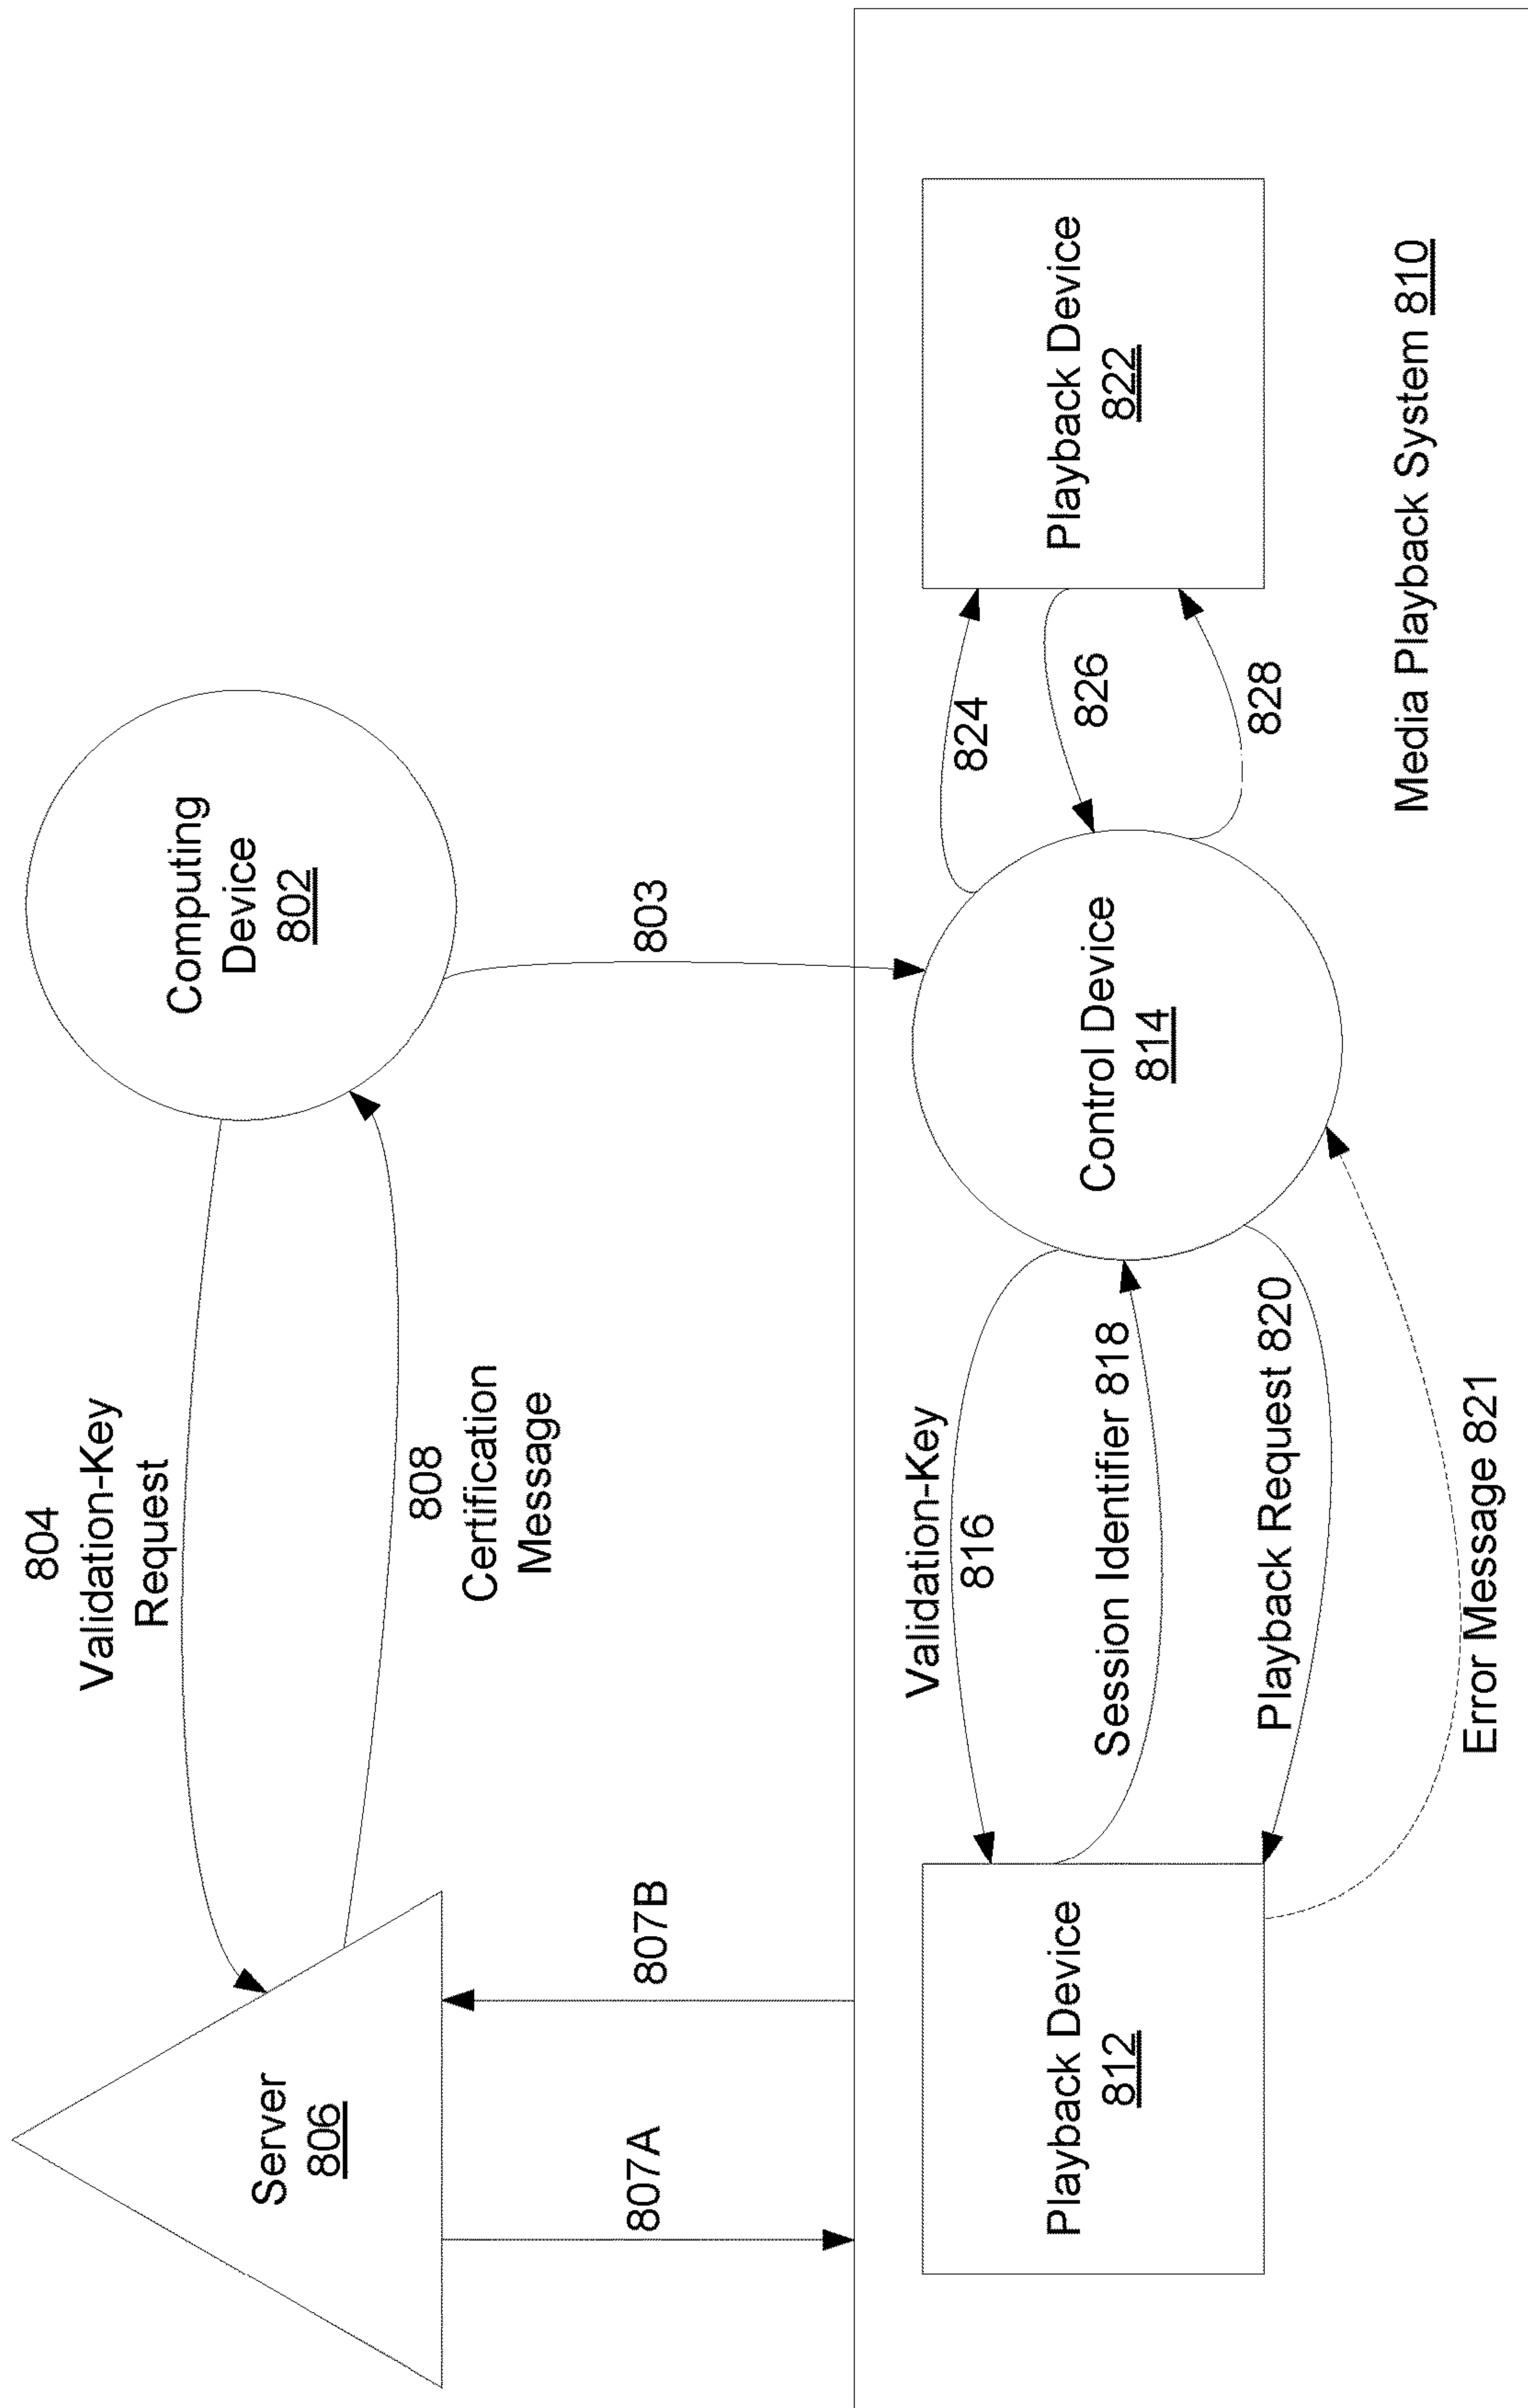 804
Validation-Key
Request
808
Certification
Message
Server
806
Computing
Device
802
807A
807B
803
Validation-Key
816
Session Identifier 818
Playback Request 820
Error Message 821
Playback Device
812
Control Device
814
824
826
828
Playback Device
822
Media Playback System 810